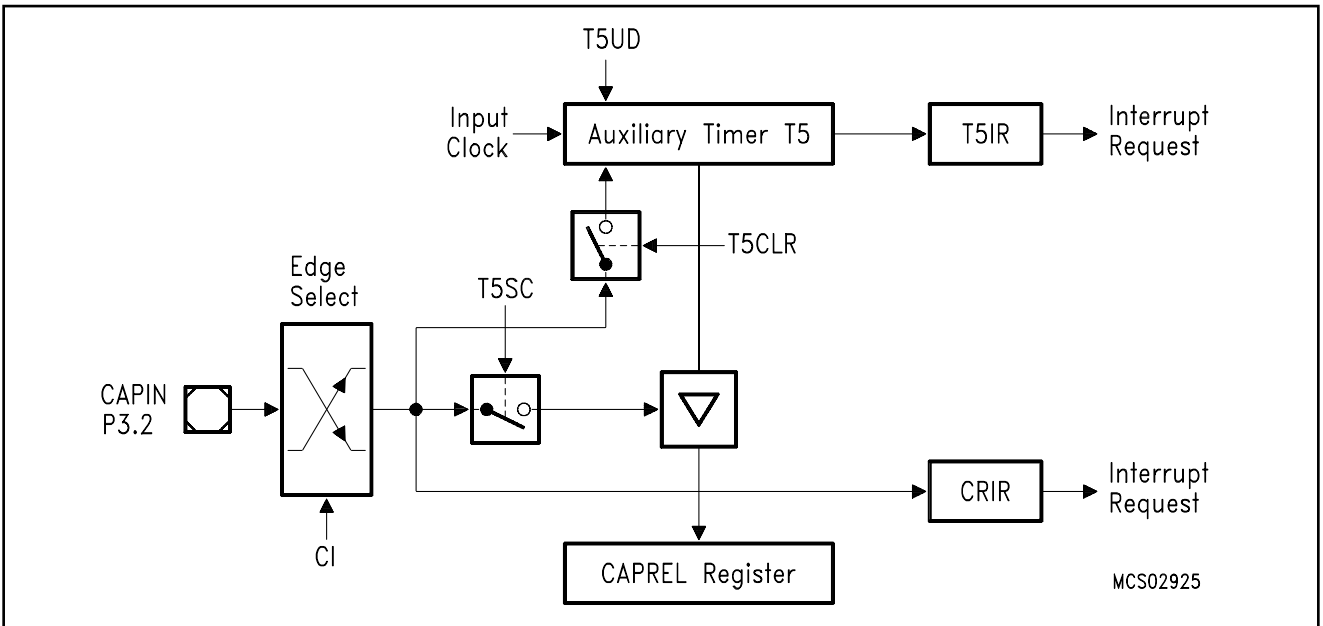 T5UD
Input
Clock
Auxiliary Timer T5
T5IR
Interrupt
Request
T5CLR
Edge
Select
T5SC
CAPIN
P3.2
CRIR
Interrupt
Request
CI
CAPREL Register
MCS02925